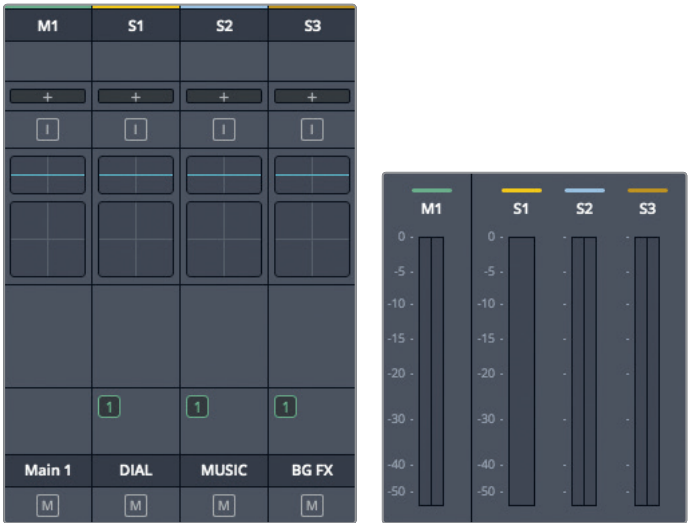 M1 S1 S2 S3
+ + + +
I I I I
1 1 1
Main 1 DIAL MUSIC BG FX
M M M M
M1 S1 S2 S3
0 - 0 - - -
-5 - -5 - - -
-10 - -10 - - -
-15 - -15 - - -
-20 - -20 - - -
-30 - -30 - - -
-40 - -40 - - -
-50 - -50 - - -